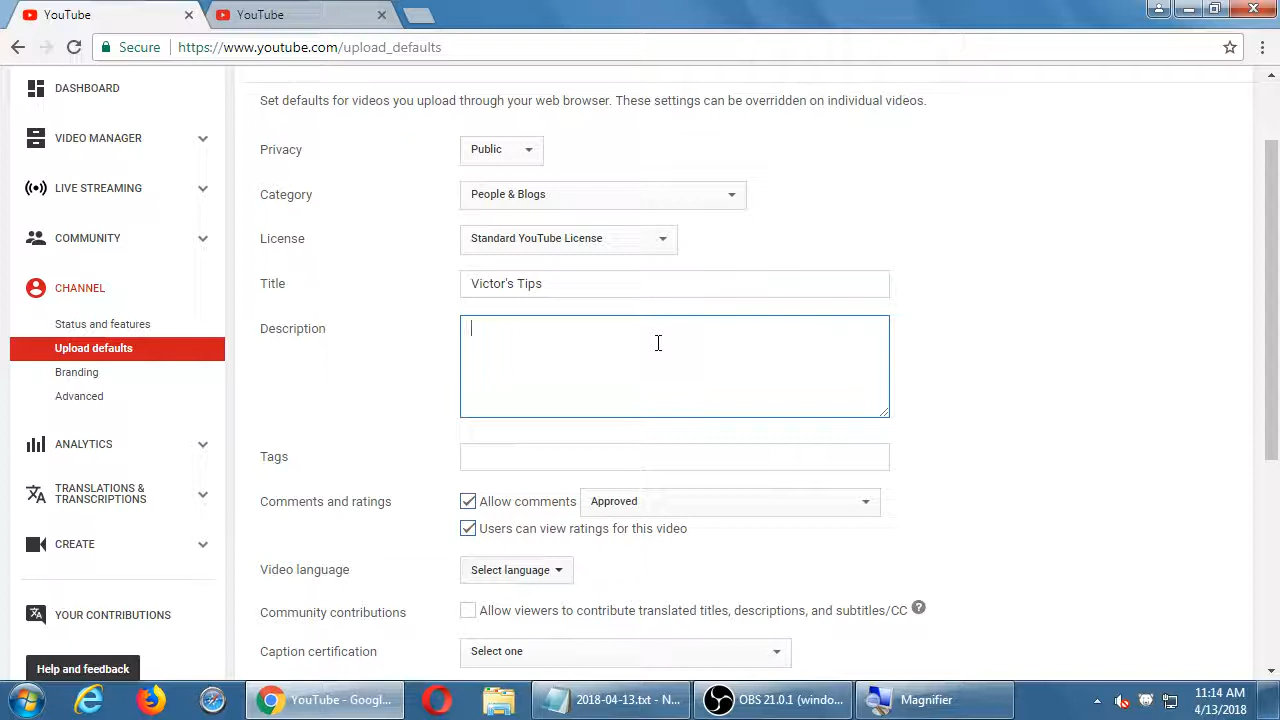 YouTube
YouTube
Secure https://www.youtube.com/upload_defaults
DASHBOARD
VIDEO MANAGER
LIVE STREAMING
COMMUNITY
CHANNEL
Status and features
Upload defaults
Branding
Advanced
ANALYTICS
TRANSLATIONS &
TRANSCRIPTIONS
CREATE
YOUR CONTRIBUTIONS
Help and feedback
Set defaults for videos you upload through your web browser. These settings can be overridden on individual videos.
Privacy Public
Category People & Blogs
License Standard YouTube License
Title Victor's Tips
Description
Tags
Comments and ratings Allow comments Approved
Users can view ratings for this video
Video language Select language
Community contributions Allow viewers to contribute translated titles, descriptions, and subtitles/CC ?
Caption certification Select one
YouTube - Googl...
2018-04-13.txt - N...
OBS 21.0.1 (windo...
Magnifier
11:14 AM
4/13/2018